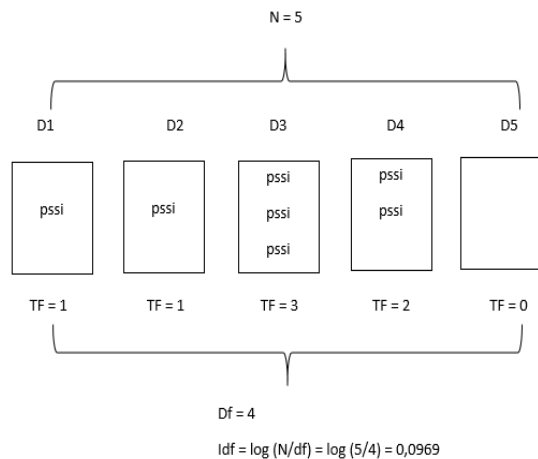 N = 5
D1 D2 D3 D4 D5
pssi pssi pssi pssi
pssi pssi
pssi
TF = 1 TF = 1 TF = 3 TF = 2 TF = 0
Df = 4
Idf = log (N/df) = log (5/4) = 0,0969